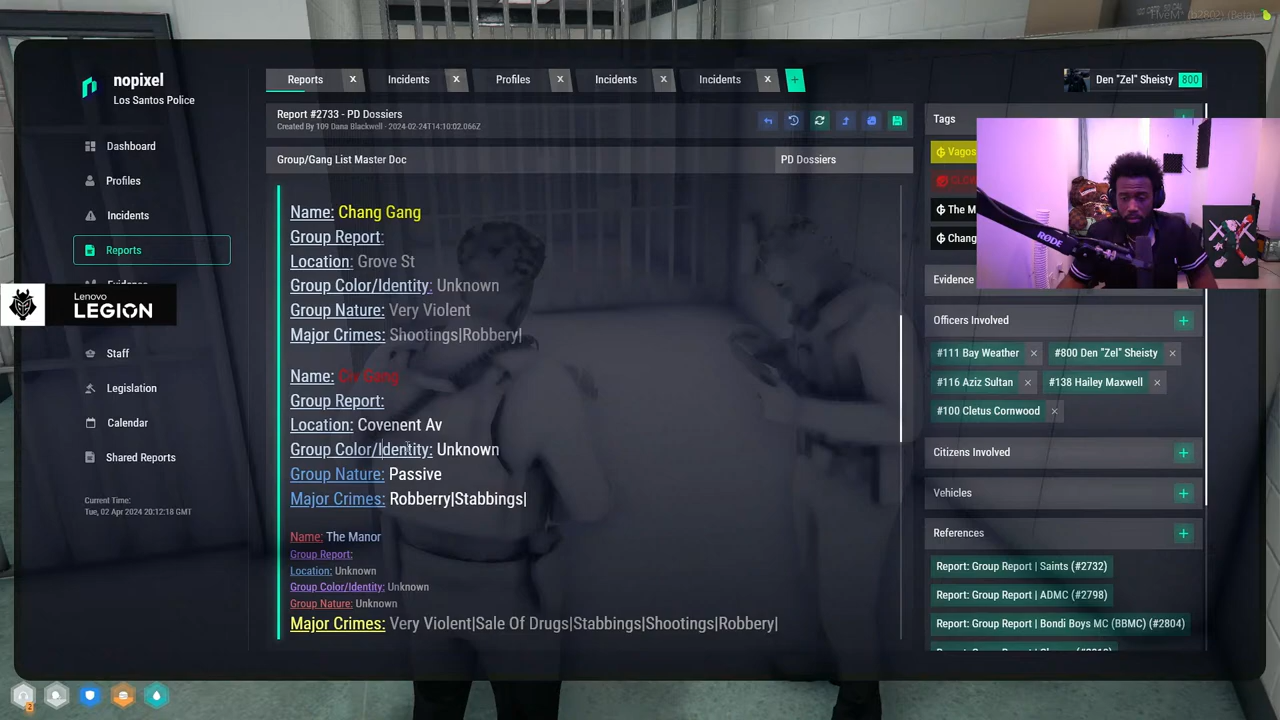 nopixel
Los Santos Police
Dashboard
Profiles
Incidents
Reports
Lenovo
LEGION
Staff
Legislation
Calendar
Shared Reports
Current Time:
Tue, 02 Apr 2024 20:12:18 GMT
Reports x
Incidents x
Profiles x
Incidents x
Incidents x
+
Den "Zel" Sheisty 800
Report #2733 - PD Dossiers
Created By 109 Dana Blackwell - 2024-02-24T14:10:02.066Z
Group/Gang List Master Doc
PD Dossiers
Name: Chang Gang
Group Report:
Location: Grove St
Group Color/Identity: Unknown
Group Nature: Very Violent
Major Crimes: Shootings|Robbery|
Name: Civ Gang
Group Report:
Location: Covenent Av
Group Color/Identity: Unknown
Group Nature: Passive
Major Crimes: Robberry|Stabbings|
Name: The Manor
Group Report:
Location: Unknown
Group Color/Identity: Unknown
Group Nature: Unknown
Major Crimes: Very Violent|Sale Of Drugs|Stabbings|Shootings|Robbery|
Tags
Vagos
The M
Chang
RØDE
Evidence
Officers Involved +
#111 Bay Weather x
#800 Den "Zel" Sheisty x
#116 Aziz Sultan x
#138 Hailey Maxwell x
#100 Cletus Cornwood x
Citizens Involved +
Vehicles +
References +
Report: Group Report | Saints (#2732)
Report: Group Report | ADMC (#2798)
Report: Group Report | Bondi Boys MC (BBMC) (#2804)